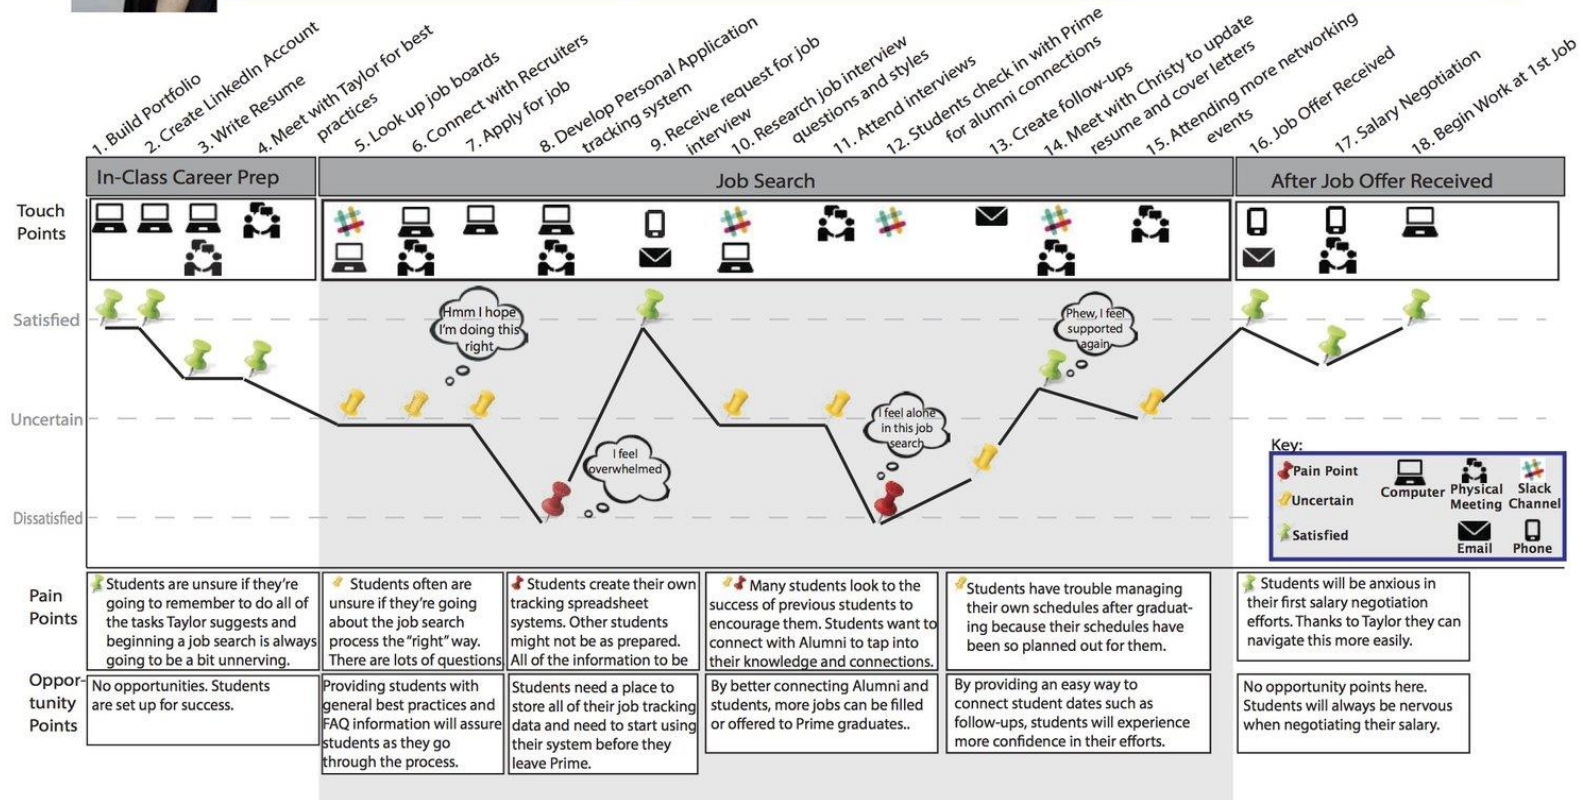 1. Build Portfolio
2. Create LinkedIn Account
3. Write Resume
4. Meet with Taylor for best
practices
5. Look up job boards
6. Connect with Recruiters
7. Apply for job
8. Develop Personal Application
tracking system
9. Receive request for job
interview
10. Research job interview
questions and styles
11. Attend interviews
12. Students check in with Prime
for alumni connections
13. Create follow-ups
14. Meet with Christy to update
resume and cover letters
15. Attending more networking
events
16. Job Offer Received
17. Salary Negotiation
18. Begin Work at 1st Job
In-Class Career Prep
Job Search
After Job Offer Received
Touch
Points
Satisfied
Uncertain
Dissatisfied
Hmm I hope
I'm doing this
right
I feel
overwhelmed
I feel alone
in this job
search
Phew, I feel
supported
again
Key:
Pain Point
Uncertain
Satisfied
Computer
Physical
Meeting
Slack
Channel
Email
Phone
Pain
Points
Students are unsure if they're
going to remember to do all of
the tasks Taylor suggests and
beginning a job search is always
going to be a bit unnerving.
Students often are
unsure if they're going
about the job search
process the "right" way.
There are lots of questions
Students create their own
tracking spreadsheet
systems. Other students
might not be as prepared.
All of the information to be
Many students look to the
success of previous students to
encourage them. Students want to
connect with Alumni to tap into
their knowledge and connections.
Students have trouble managing
their own schedules after graduat-
ing because their schedules have
been so planned out for them.
Students will be anxious in
their first salary negotiation
efforts. Thanks to Taylor they can
navigate this more easily.
Oppor-
tunity
Points
No opportunities. Students
are set up for success.
Providing students with
general best practices and
FAQ information will assure
students as they go
through the process.
Students need a place to
store all of their job tracking
data and need to start using
their system before they
leave Prime.
By better connecting Alumni and
students, more jobs can be filled
or offered to Prime graduates..
By providing an easy way to
connect student dates such as
follow-ups, students will experience
more confidence in their efforts.
No opportunity points here.
Students will always be nervous
when negotiating their salary.